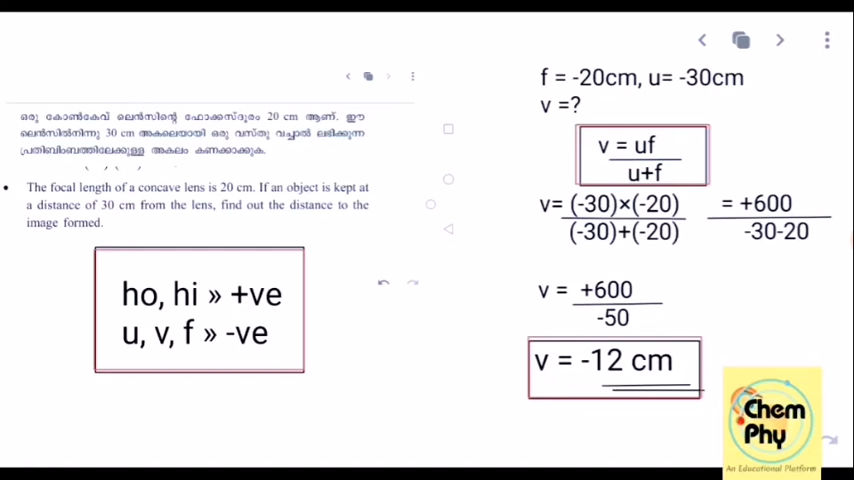 ഒരു കോൺകേവ് ലെൻസിന്റെ ഫോക്കസ്ദൂരം 20 cm ആണ്. ഈ
ലെൻസിൽനിന്നു 30 cm അകലെയായി ഒരു വസ്തു വച്ചാൽ ലഭിക്കുന്ന
പ്രതിബിംബത്തിലേക്കുള്ള അകലം കണക്കാക്കുക.
• The focal length of a concave lens is 20 cm. If an object is kept at
a distance of 30 cm from the lens, find out the distance to the
image formed.
ho, hi » +ve
u, v, f » -ve
f = -20cm, u= -30cm
v =?
v = uf
u+f
v= (-30)×(-20) = +600
(-30)+(-20) -30-20
v = +600
-50
v = -12 cm
Chem
Phy
An Educational Platform